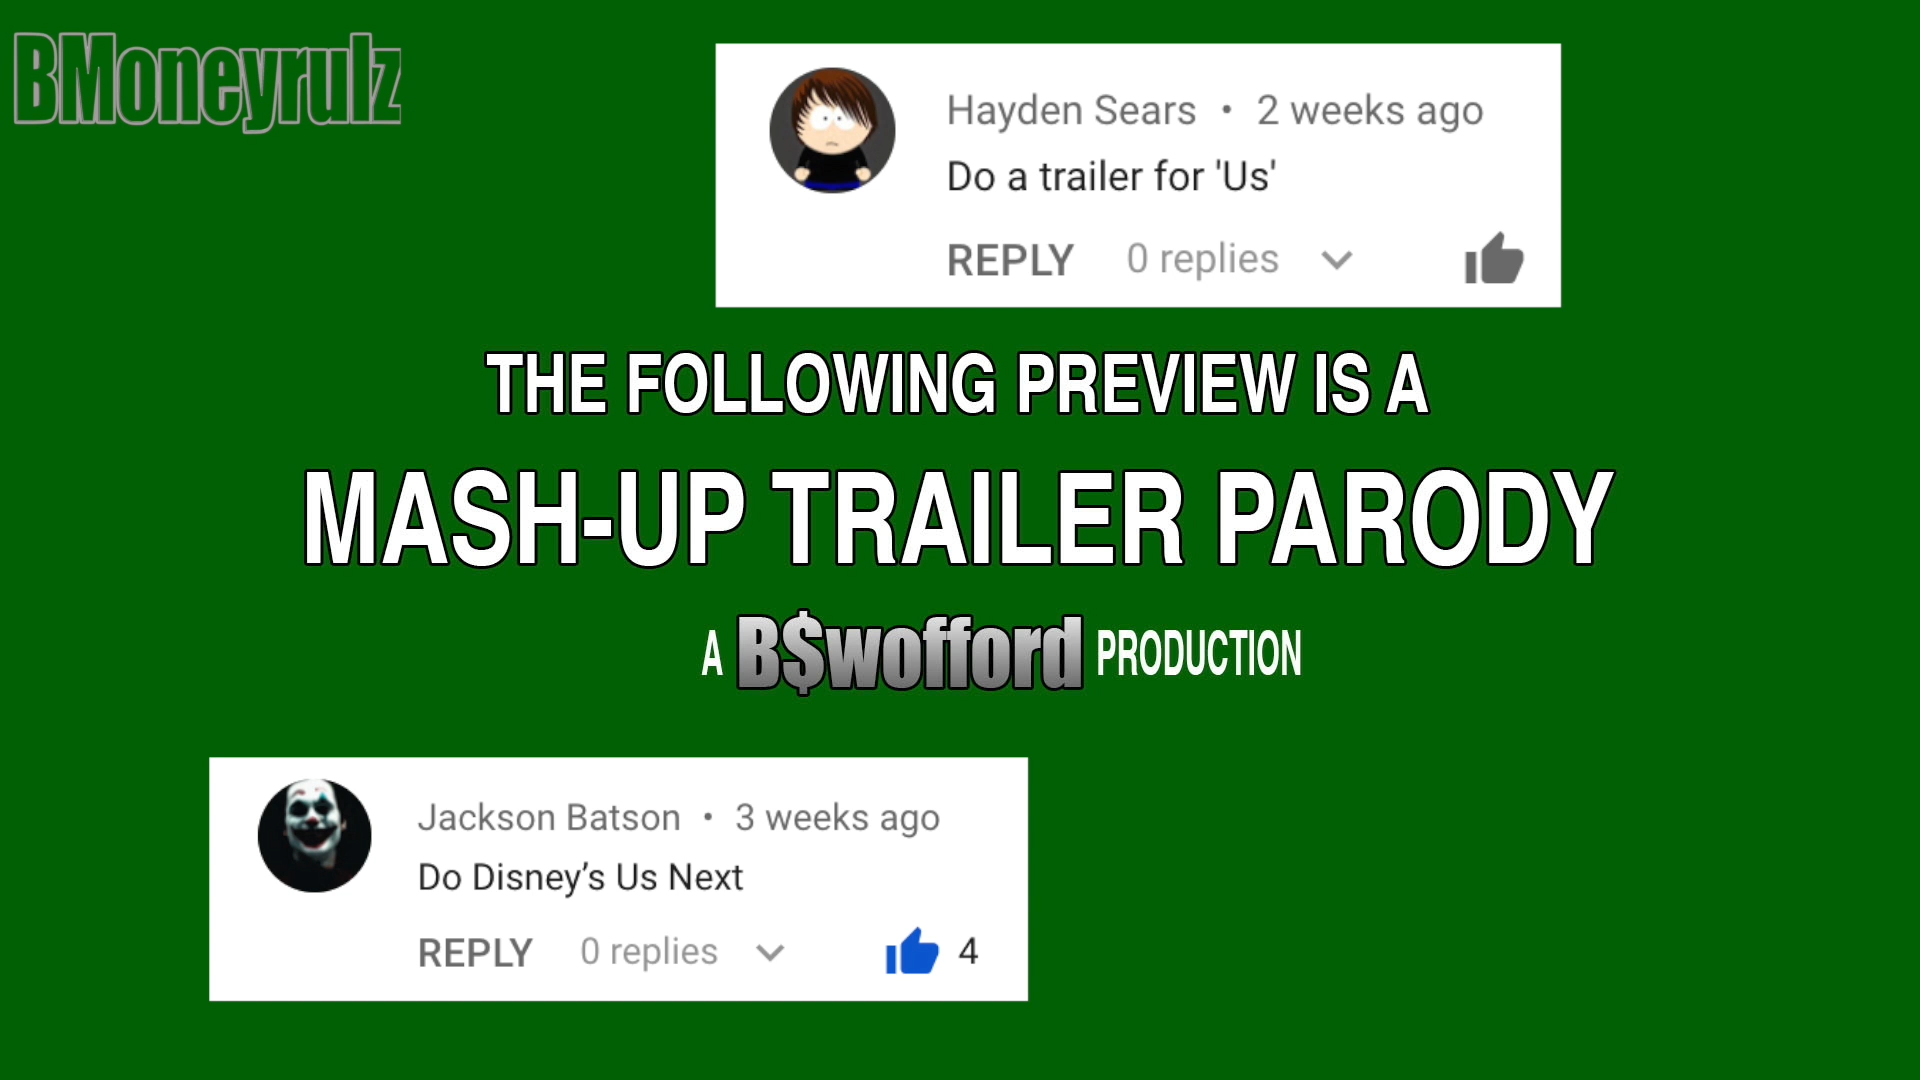 BMoneyrulz
Hayden Sears • 2 weeks ago
Do a trailer for 'Us'
REPLY 0 replies
THE FOLLOWING PREVIEW IS A
MASH-UP TRAILER PARODY
A B$wofford PRODUCTION
Jackson Batson • 3 weeks ago
Do Disney’s Us Next
REPLY 0 replies 4